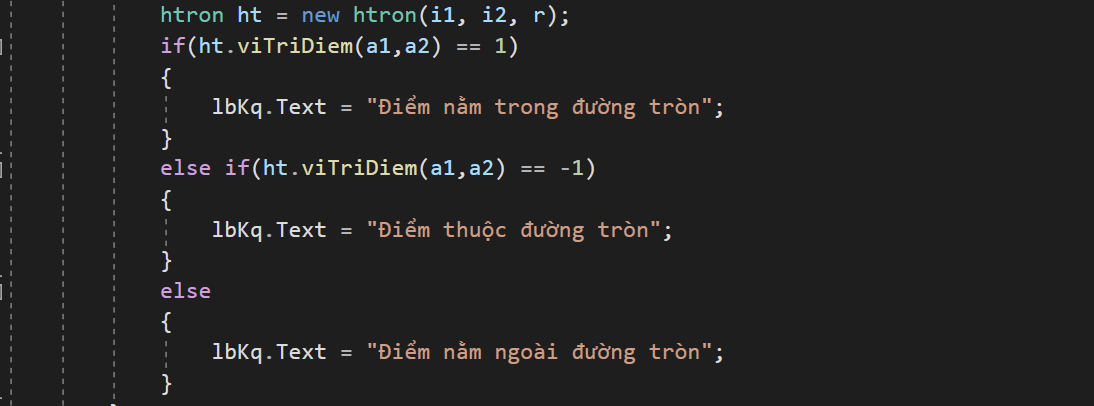 htron ht = new htron(i1, i2, r);
if(ht.viTriDiem(a1,a2) == 1)
{
lbKq.Text = "Điểm nằm trong đường tròn";
}
else if(ht.viTriDiem(a1,a2) == -1)
{
lbKq.Text = "Điểm thuộc đường tròn";
}
else
{
lbKq.Text = "Điểm nằm ngoài đường tròn";
}